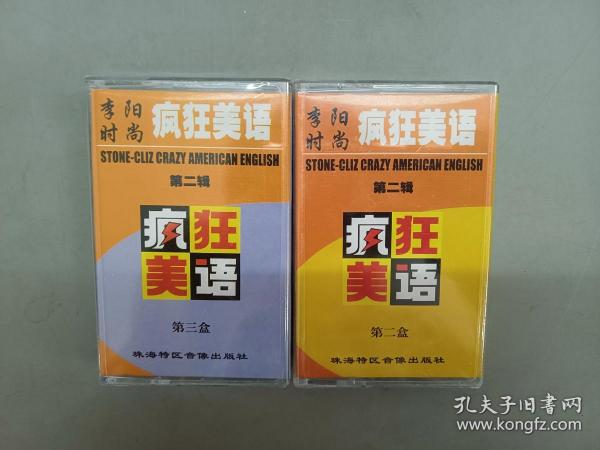 李阳
时尚
疯狂美语
STONE-CLIZ CRAZY AMERICAN ENGLISH
第二辑
疯狂
美语
第三盒
珠海特区音像出版社
李阳
时尚
疯狂美语
STONE-CLIZ CRAZY AMERICAN ENGLISH
第二辑
疯狂
美语
第二盒
珠海特区音像出版社
孔夫子旧书网
www.kongfz.com